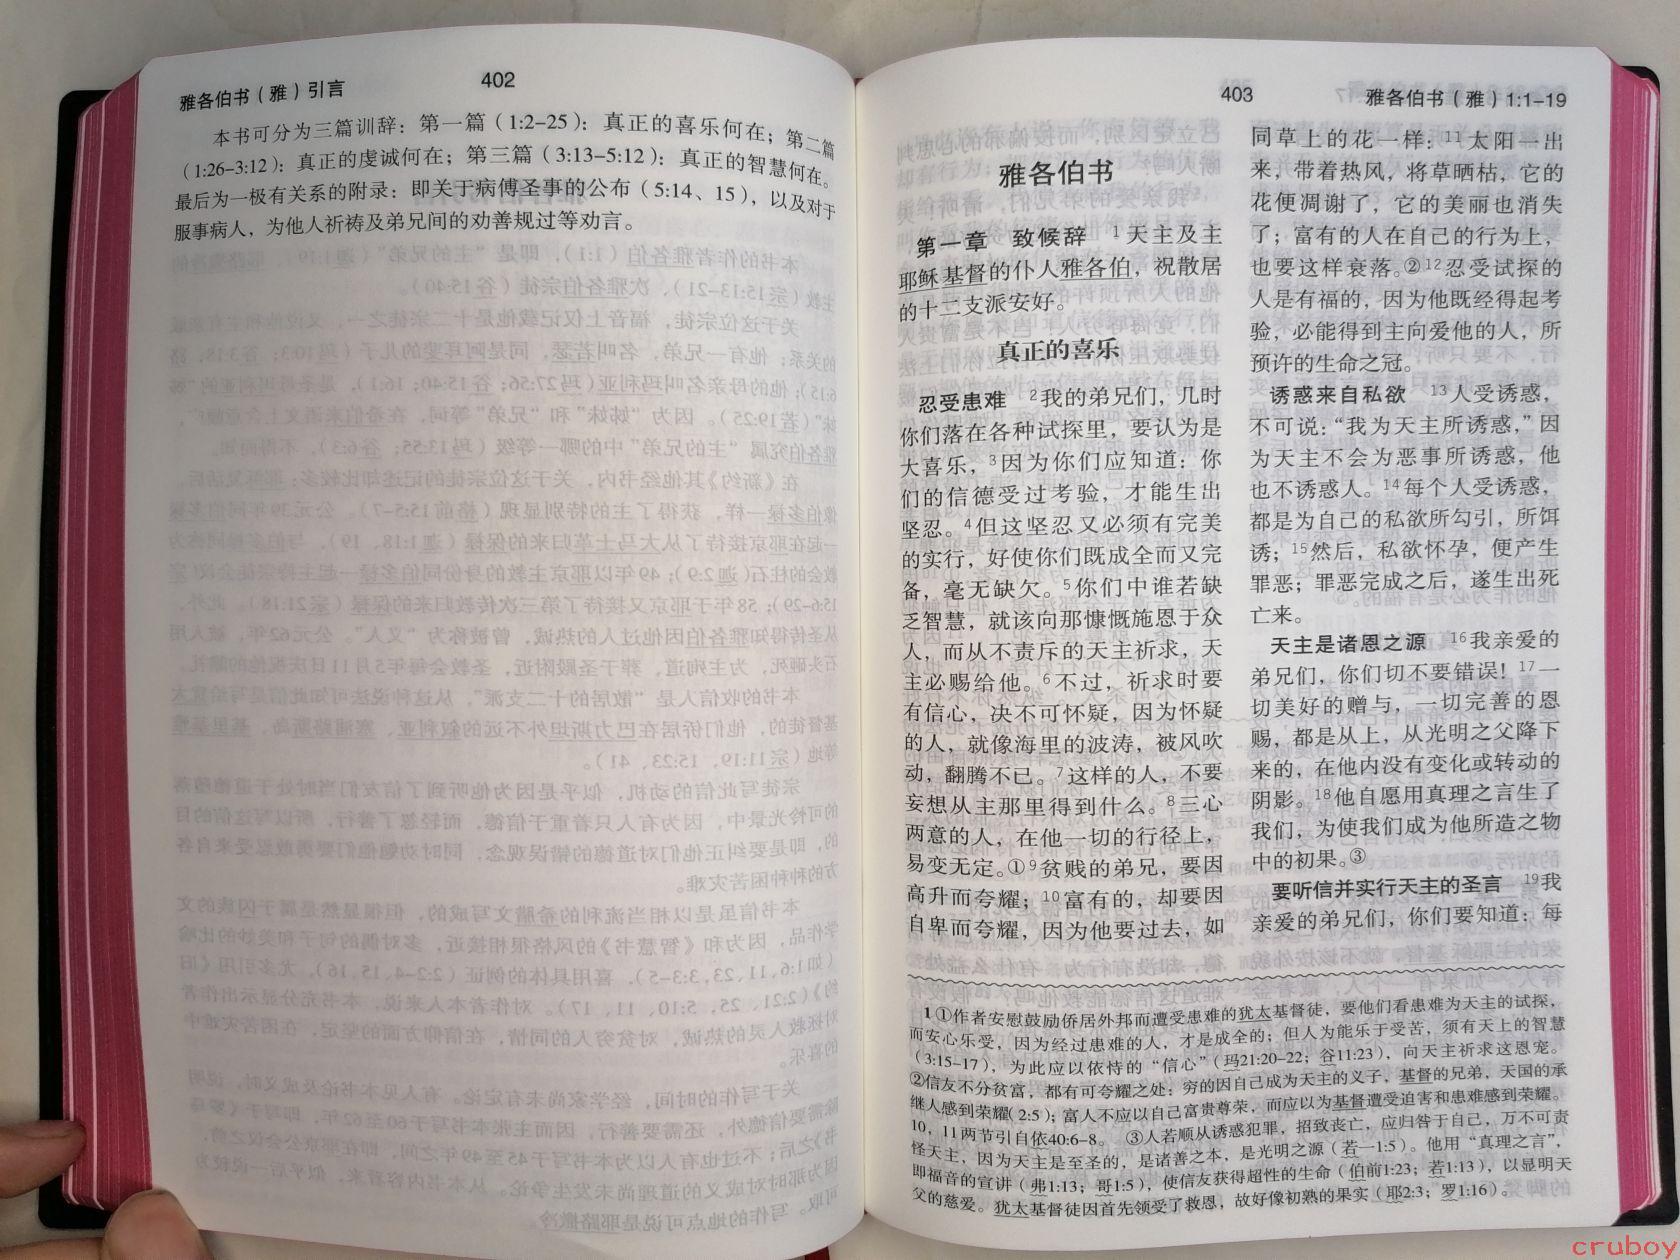 雅各伯书（雅）引言
402
本书可分为三篇训辞：第一篇（1:2-25）：真正的喜乐何在；第二篇
（1:26-3:12）：真正的虔诚何在；第三篇（3:13-5:12）：真正的智慧何在。
最后为一极有关系的附录：即关于病傅圣事的公布（5:14、15），以及对于
服事病人，为他人祈祷及弟兄间的劝善规过等劝言。
403
雅各伯书（雅）1:1-19
雅各伯书
第一章 致候辞 1天主及主
耶稣基督的仆人雅各伯，祝散居
的十二支派安好。
真正的喜乐
忍受患难 2我的弟兄们，几时
你们落在各种试探里，要认为是
大喜乐，3因为你们应知道：你
们的信德受过考验，才能生出
坚忍。4但这坚忍又必须有完美
的实行，好使你们既成全而又完
备，毫无缺欠。5你们中谁若缺
乏智慧，就该向那慷慨施恩于众
人，而从不责斥的天主祈求，天
主必赐给他。6不过，祈求时要
有信心，决不可怀疑，因为怀疑
的人，就像海里的波涛，被风吹
动，翻腾不已。7这样的人，不要
妄想从主那里得到什么。8三心
两意的人，在他一切的行径上，
易变无定。①9贫贱的弟兄，要因
高升而夸耀；10富有的，却要因
自卑而夸耀，因为他要过去，如
同草上的花一样：11太阳一出
来，带着热风，将草晒枯，它的
花便凋谢了，它的美丽也消失
了；富有的人在自己的行为上，
也要这样衰落。②12忍受试探的
人是有福的，因为他既经得起考
验，必能得到主向爱他的人，所
预许的生命之冠。
诱惑来自私欲 13人受诱惑，
不可说：“我为天主所诱惑，”因
为天主不会为恶事所诱惑，他
也不诱惑人。14每个人受诱惑，
都是为自己的私欲所勾引，所饵
诱；15然后，私欲怀孕，便产生
罪恶；罪恶完成之后，遂生出死
亡来。
天主是诸恩之源 16我亲爱的
弟兄们，你们切不要错误！17一
切美好的赠与，一切完善的恩
赐，都是从上，从光明之父降下
来的，在他内没有变化或转动的
阴影。18他自愿用真理之言生了
我们，为使我们成为他所造之物
中的初果。③
要听信并实行天主的圣言 19我
亲爱的弟兄们，你们要知道：每
1 ①作者安慰鼓励侨居外邦而遭受患难的犹太基督徒，要他们看患难为天主的试探，
而安心乐受，因为经过患难的人，才是成全的；但人为能乐于受苦，须有天上的智慧
（3:15-17），为此应以依恃的“信心”（玛21:20-22；谷11:23），向天主祈求这恩宠。
②信友不分贫富，都有可夸耀之处：穷的因自己成为天主的义子，基督的兄弟，天国的承
继人感到荣耀（2:5）；富人不应以自己富贵尊荣，而应以为基督遭受迫害和患难感到荣耀。
10，11两节引自依40:6-8。 ③人若顺从诱惑犯罪，招致丧亡，应归咎于自己，万不可责
怪天主，因为天主是至圣的，是诸善之本，是光明之源（若一1:5）。他用“真理之言”，
即福音的宣讲（弗1:13；哥1:5），使信友获得超性的生命（伯前1:23；若1:13），以显明天
父的慈爱。犹太基督徒因首先领受了救恩，故好像初熟的果实（耶2:3；罗1:16）。
cruboy